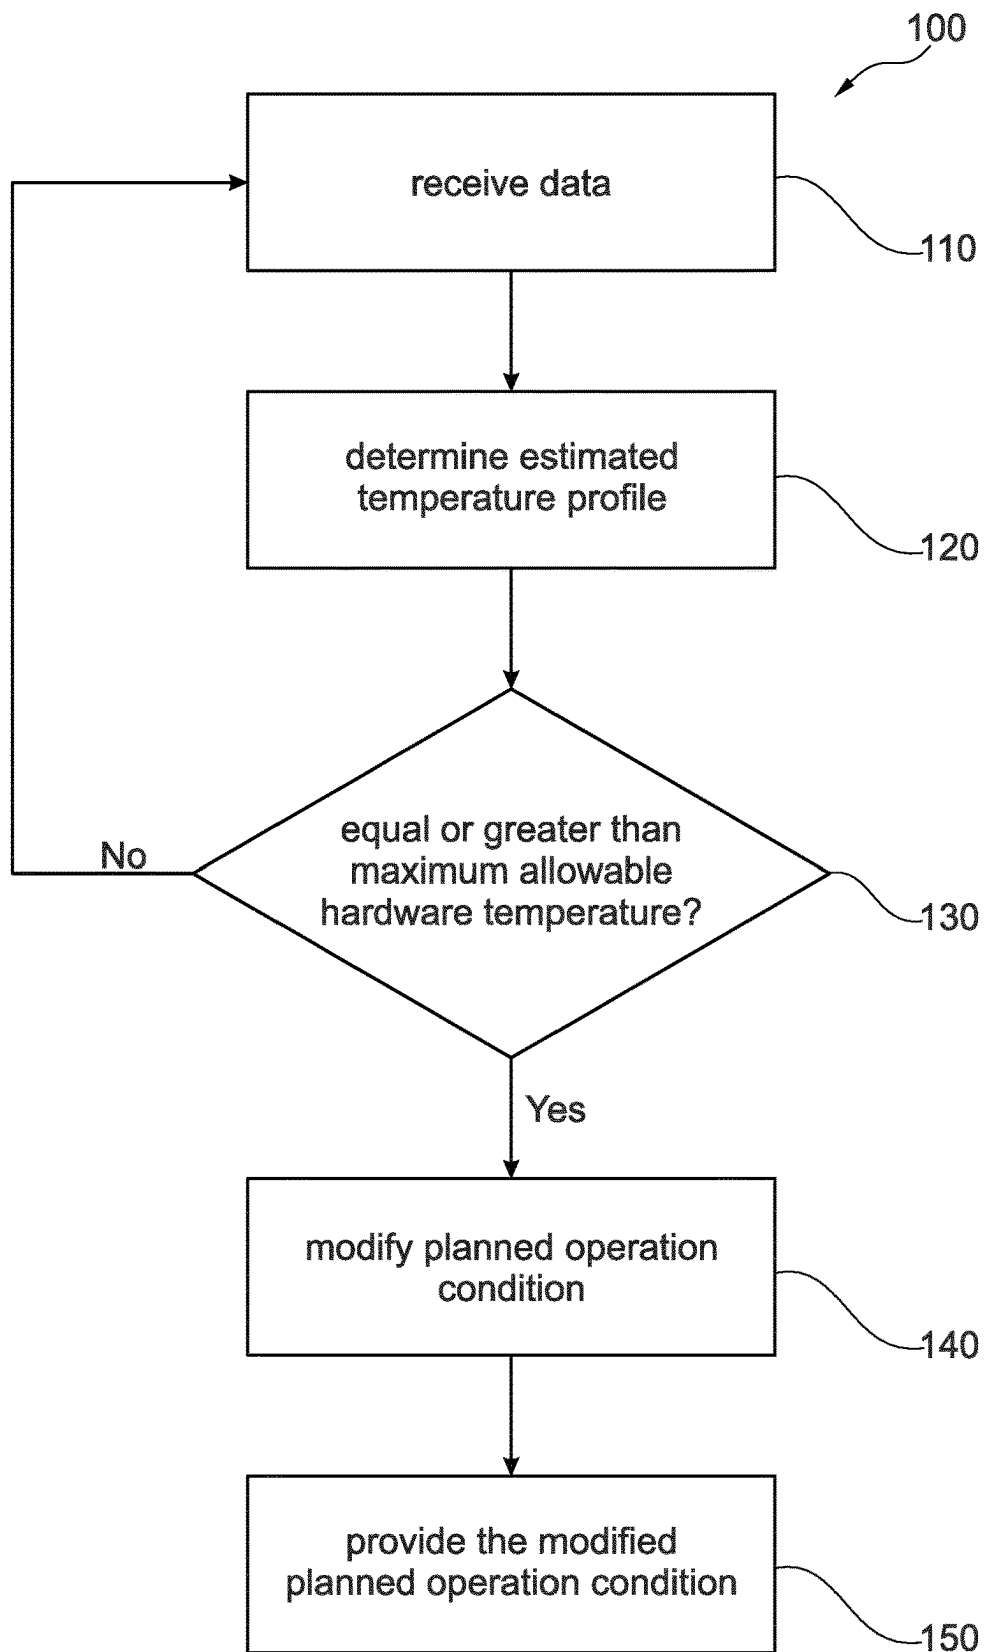 100
receive data
110
determine estimated
temperature profile
120
equal or greater than
maximum allowable
hardware temperature?
No
130
Yes
modify planned operation
condition
140
provide the modified
planned operation condition
150